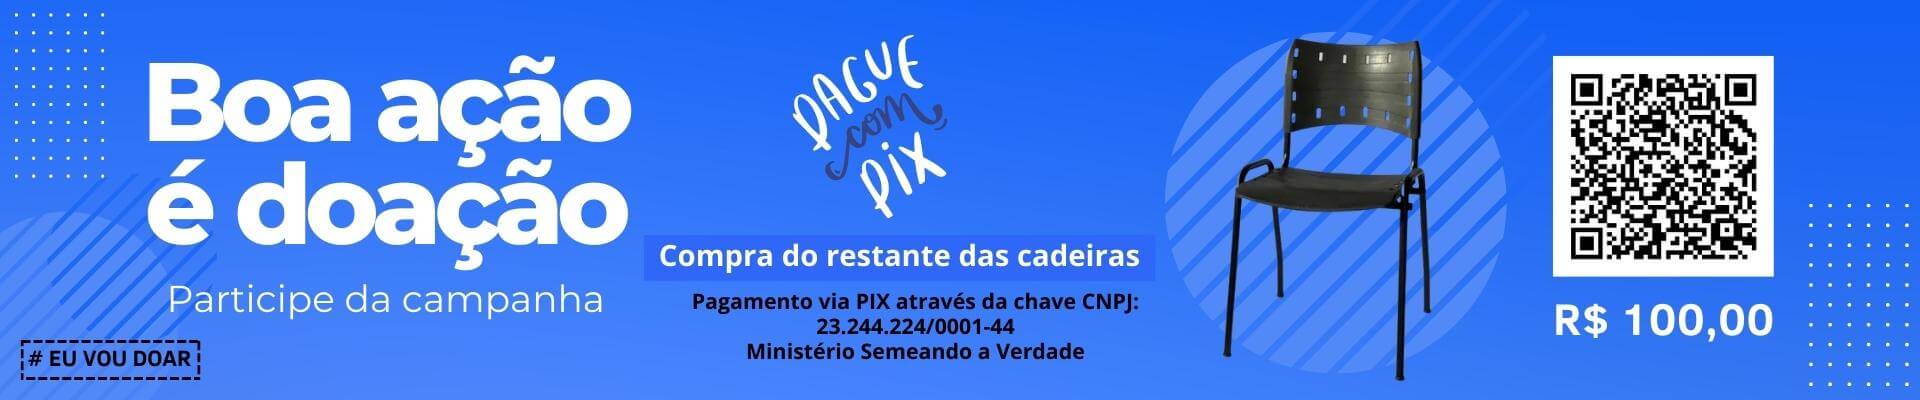 Boa ação
é doação
Participe da campanha
# EU VOU DOAR
PAGUE
com
PIX
Compra do restante das cadeiras
Pagamento via PIX através da chave CNPJ:
23.244.224/0001-44
Ministério Semeando a Verdade
R$ 100,00